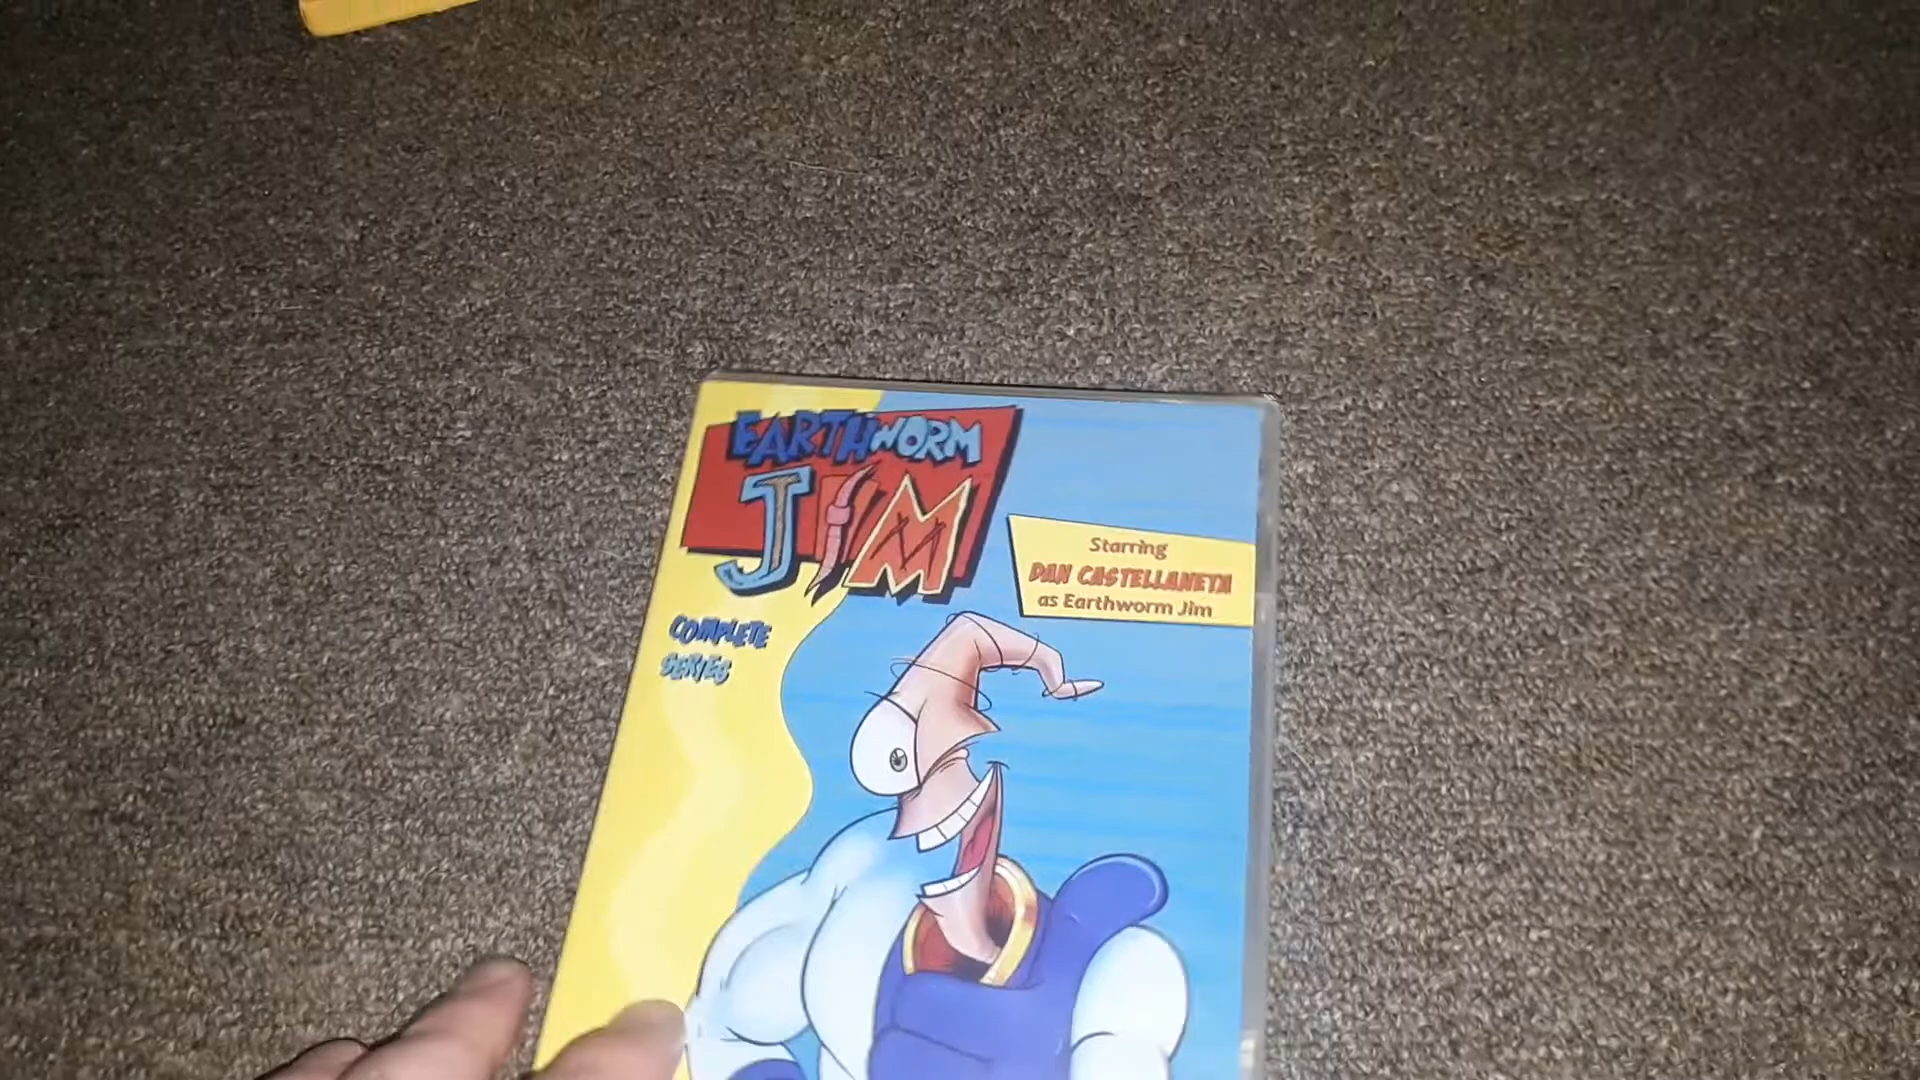 EARTHWORM
JIM
Starring
DAN CASTELLANETA
as Earthworm Jim
COMPLETE
SERIES